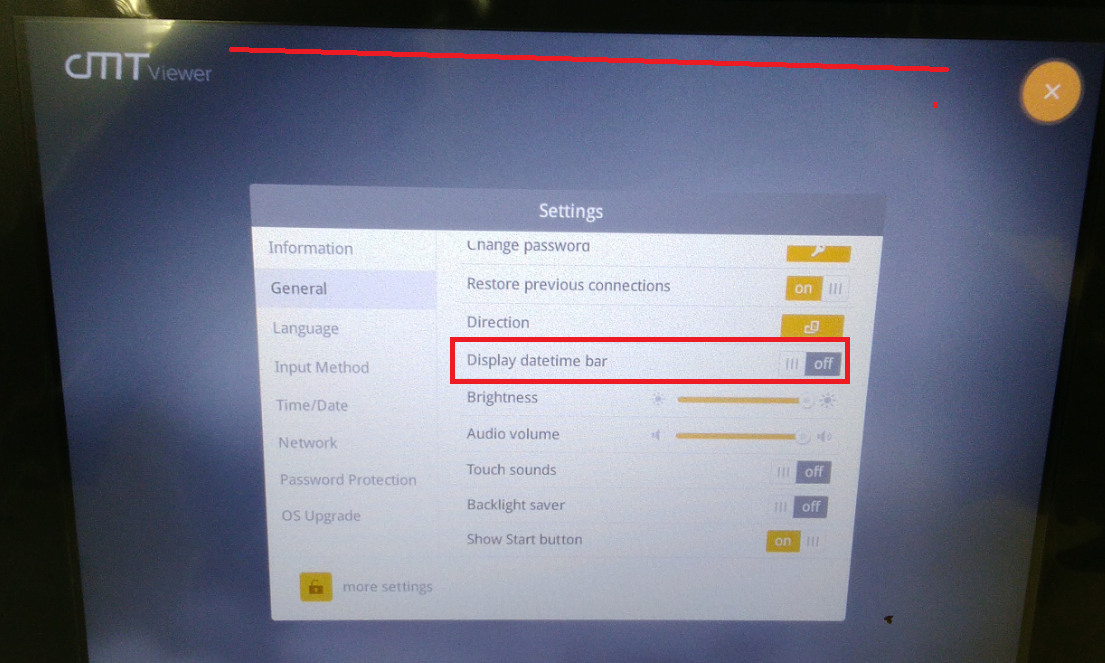 cMT Viewer
Settings
Information
General
Language
Input Method
Time/Date
Network
Password Protection
OS Upgrade
more settings
Change password
Restore previous connections on
Direction
Display datetime bar off
Brightness
Audio volume
Touch sounds off
Backlight saver off
Show Start button on